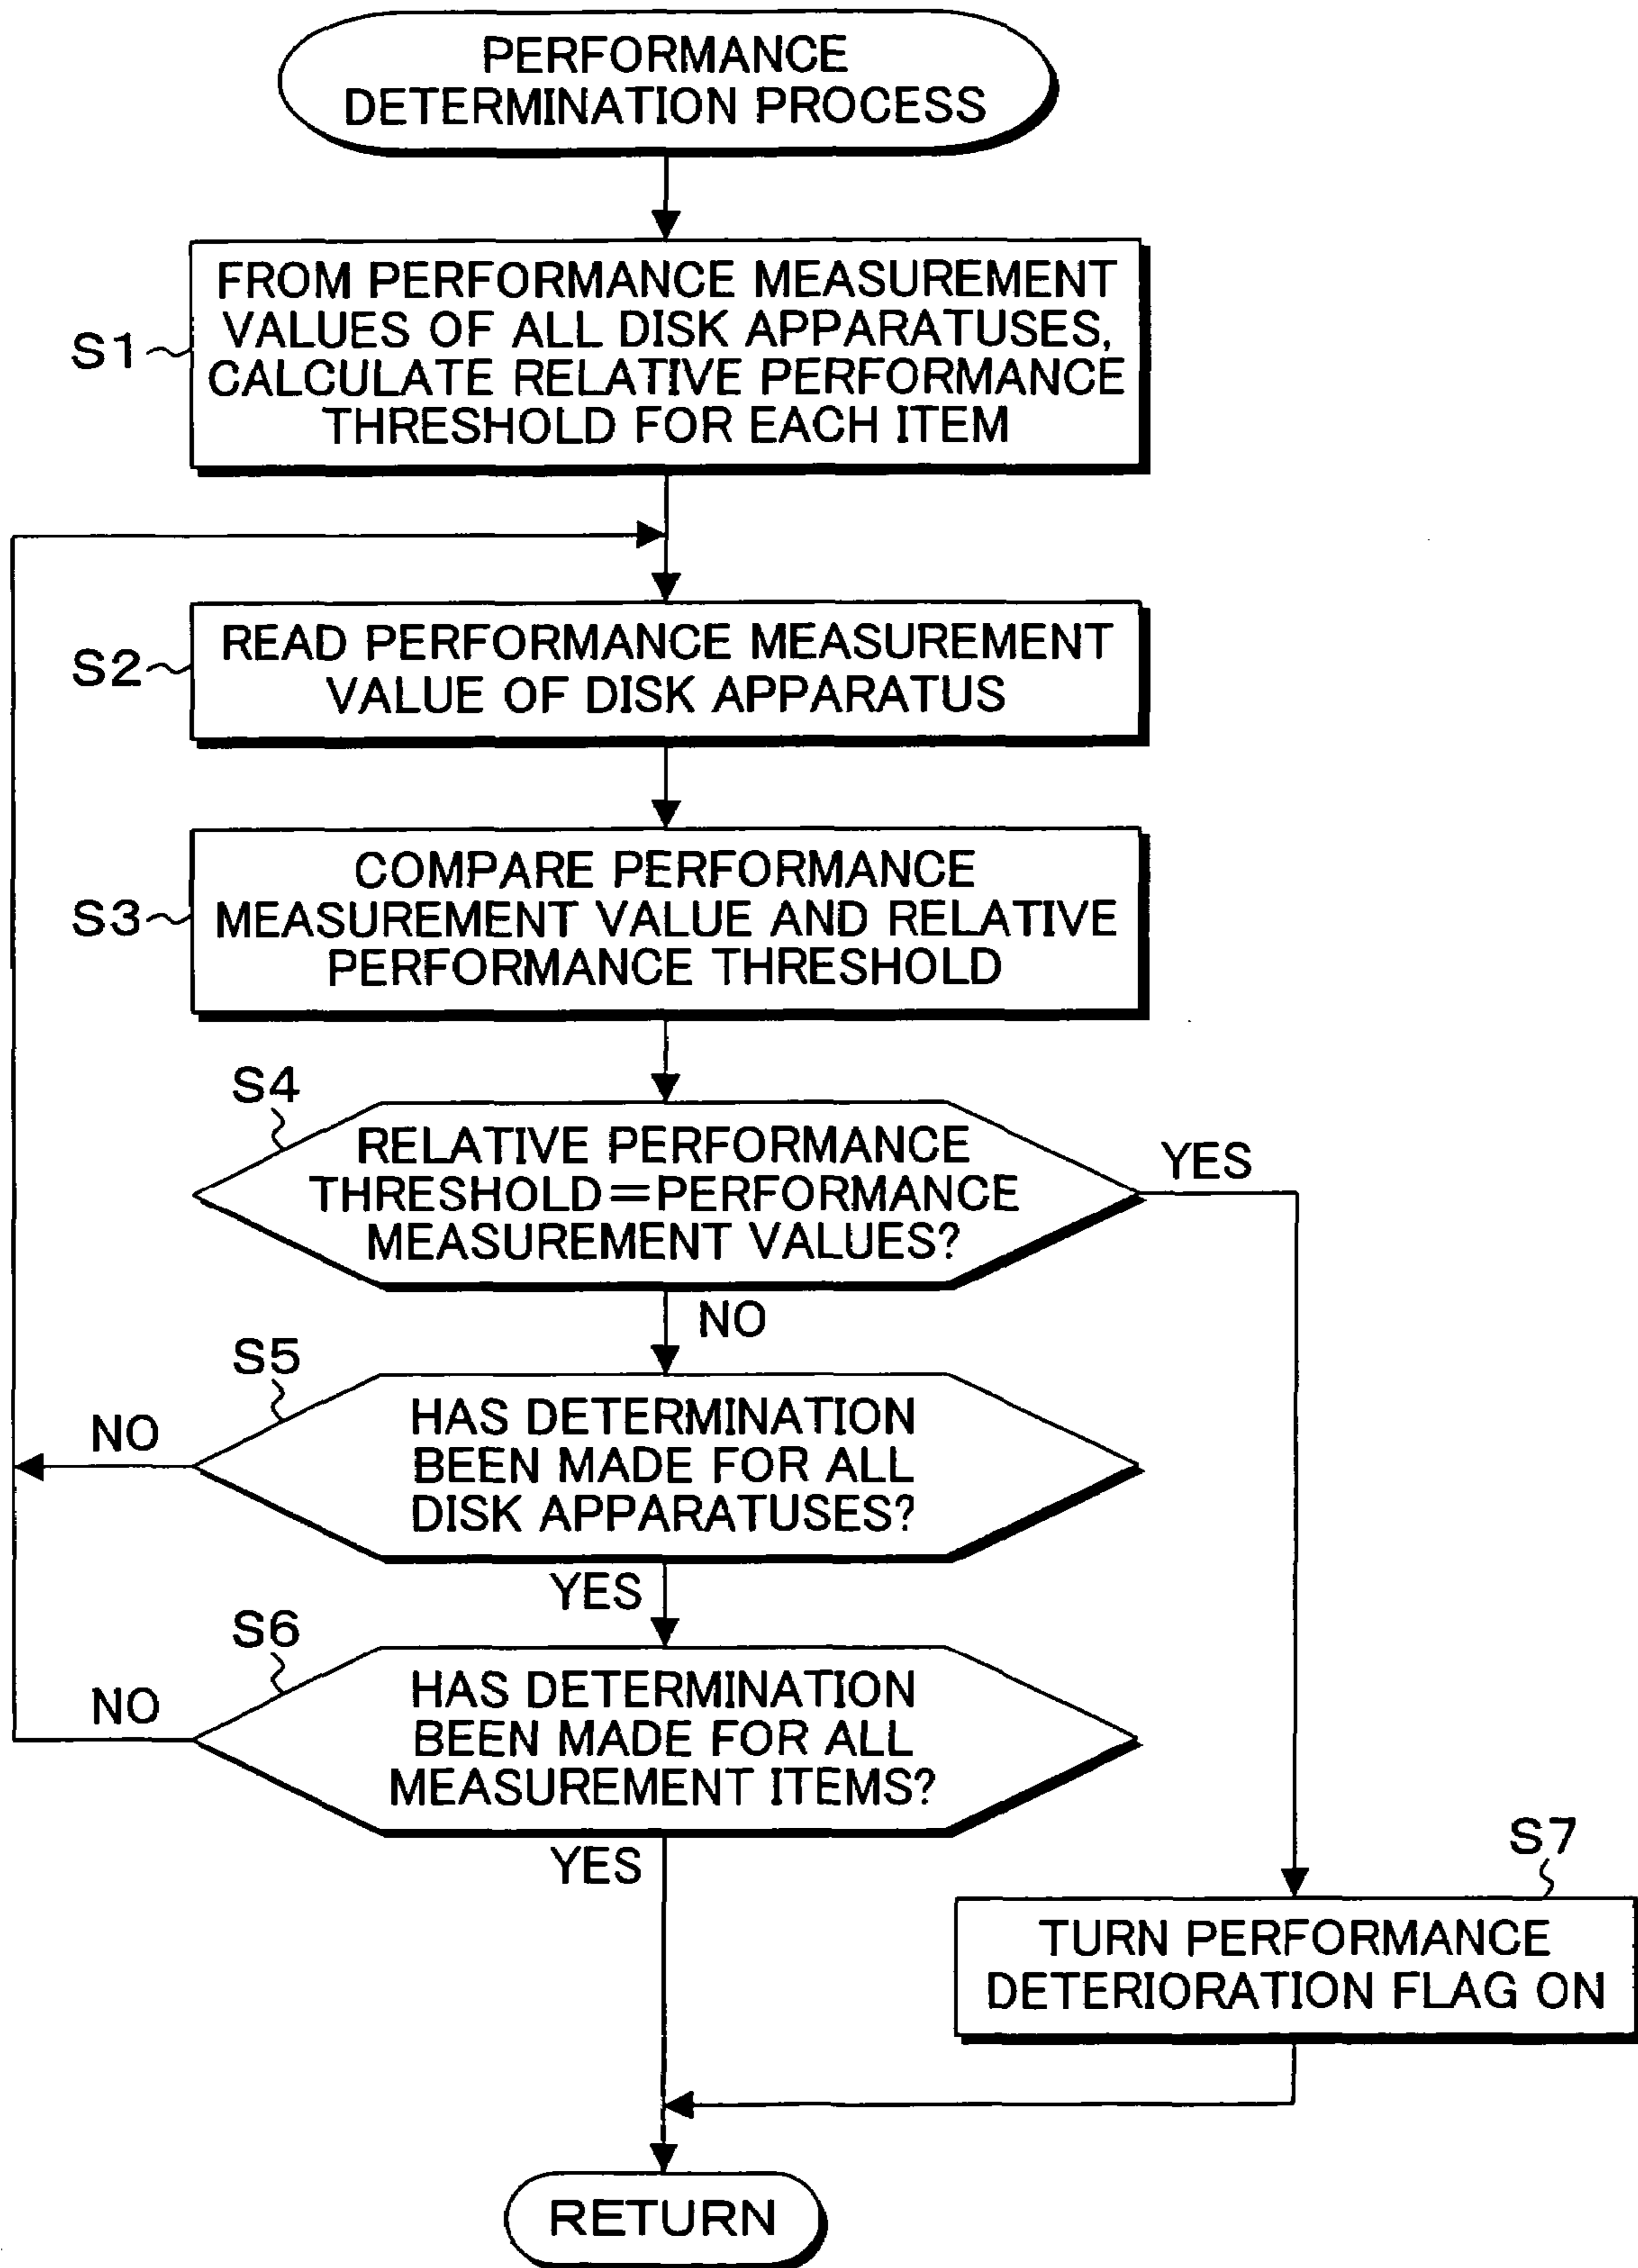 PERFORMANCE
DETERMINATION PROCESS
S1
FROM PERFORMANCE MEASUREMENT
VALUES OF ALL DISK APPARATUSES,
CALCULATE RELATIVE PERFORMANCE
THRESHOLD FOR EACH ITEM
S2
READ PERFORMANCE MEASUREMENT
VALUE OF DISK APPARATUS
S3
COMPARE PERFORMANCE
MEASUREMENT VALUE AND RELATIVE
PERFORMANCE THRESHOLD
S4
RELATIVE PERFORMANCE
THRESHOLD=PERFORMANCE
MEASUREMENT VALUES?
YES
NO
S5
HAS DETERMINATION
BEEN MADE FOR ALL
DISK APPARATUSES?
NO
YES
S6
HAS DETERMINATION
BEEN MADE FOR ALL
MEASUREMENT ITEMS?
NO
YES
S7
TURN PERFORMANCE
DETERIORATION FLAG ON
RETURN